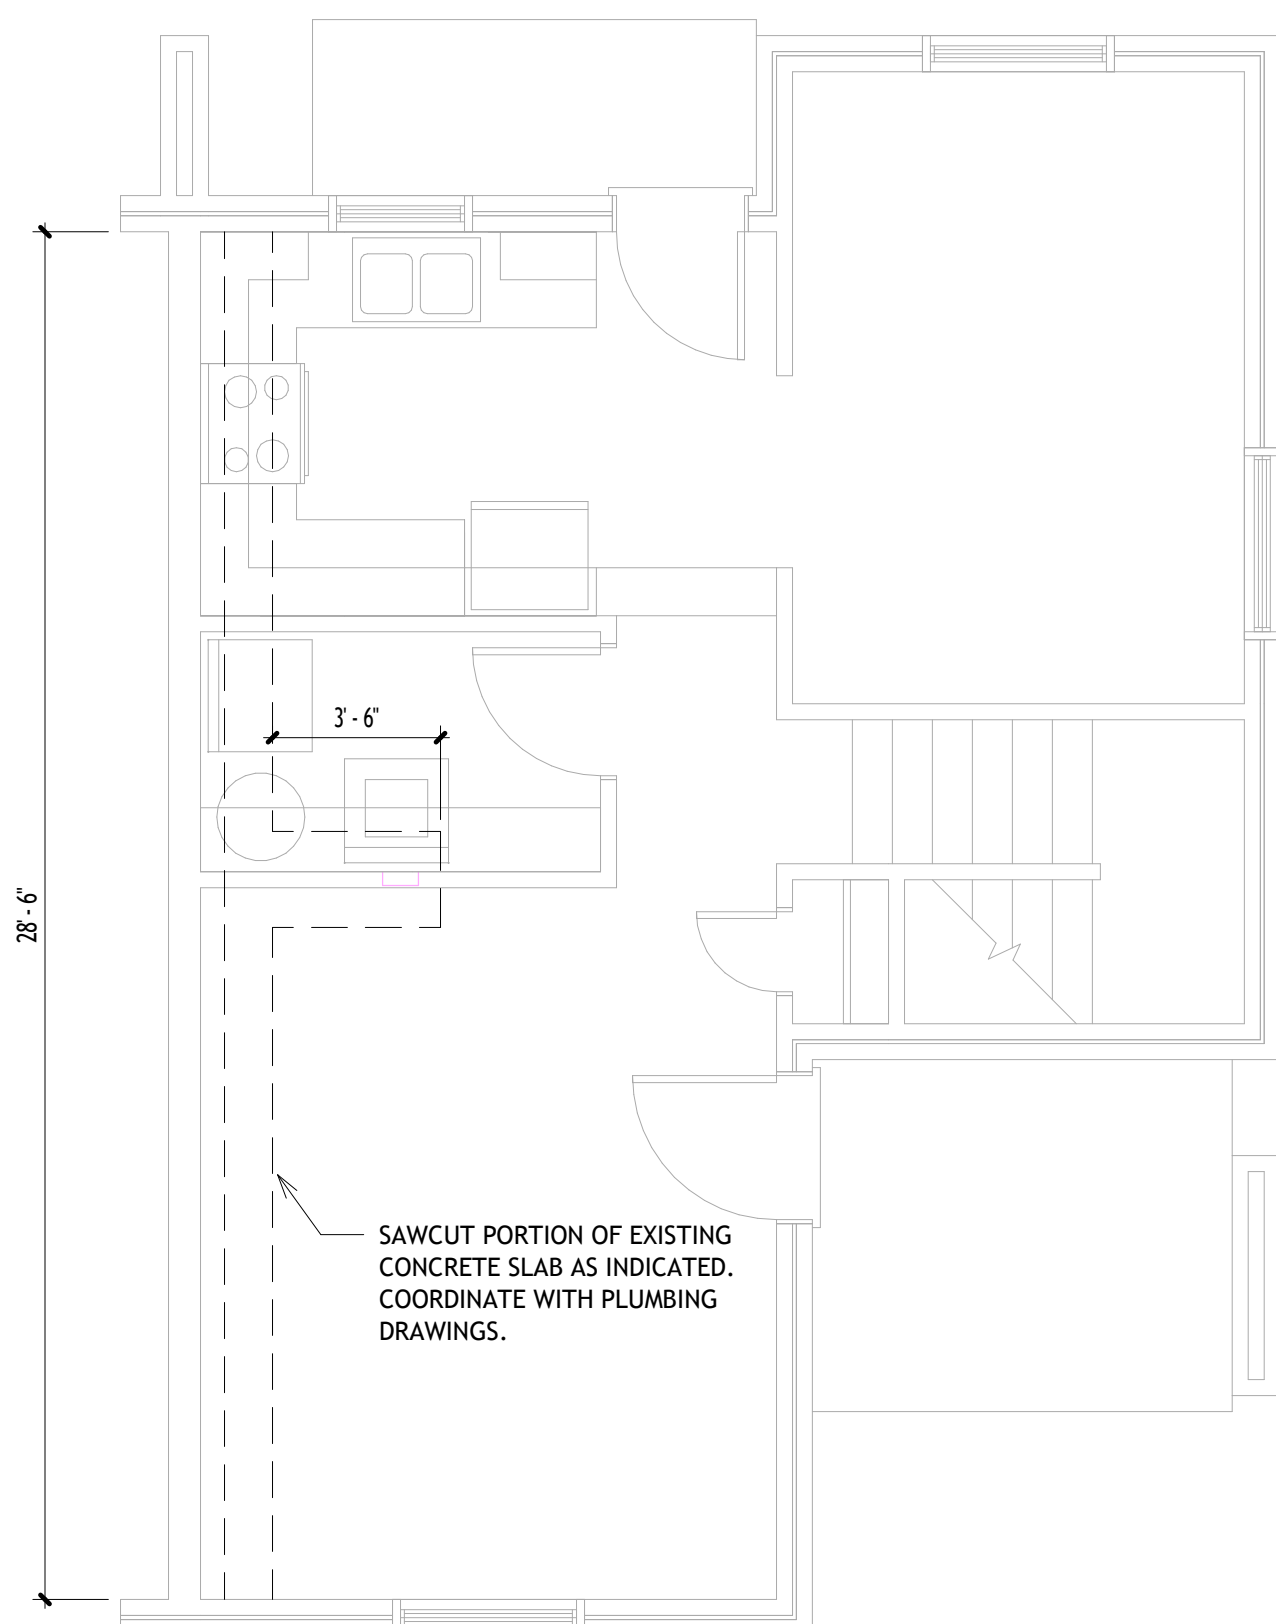 3' - 6"
28' - 6"
SAWCUT PORTION OF EXISTING
CONCRETE SLAB AS INDICATED.
COORDINATE WITH PLUMBING
DRAWINGS.